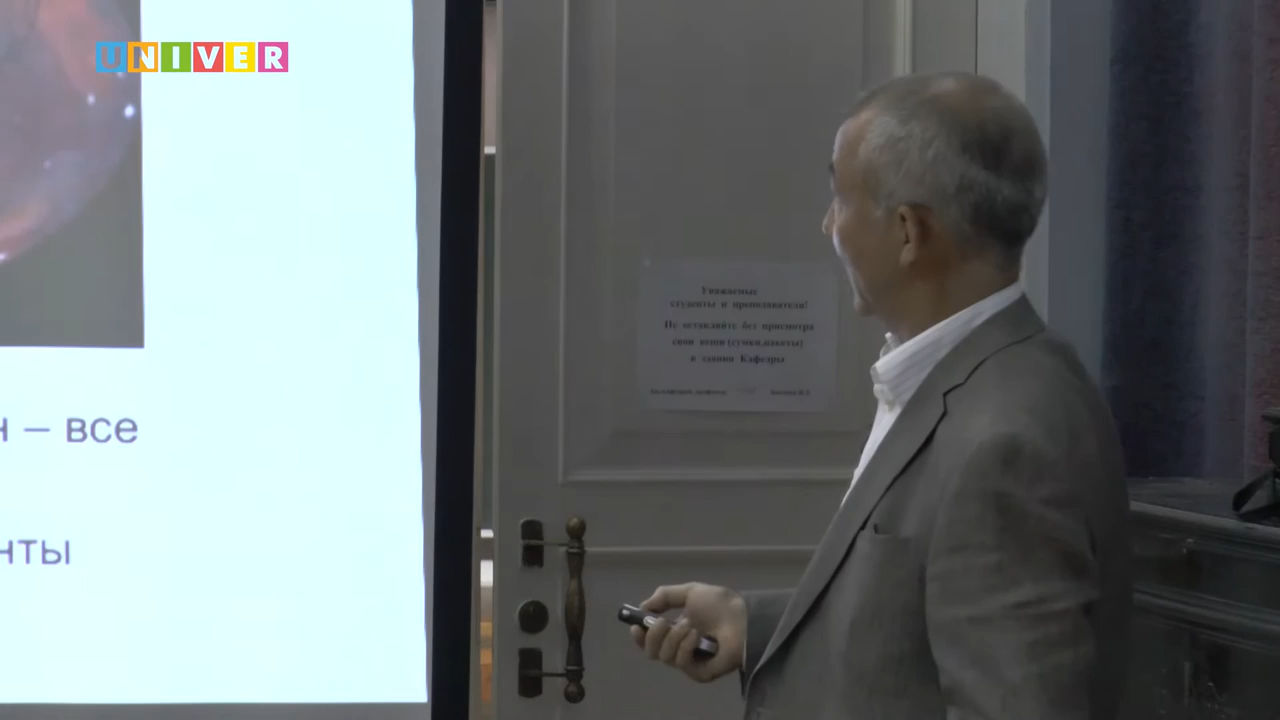 UNIVER
– все
нты
Уважаемые
студенты и преподаватели!
Не оставляйте без присмотра
свои вещи (сумки,пакеты)
в здании Кафедры